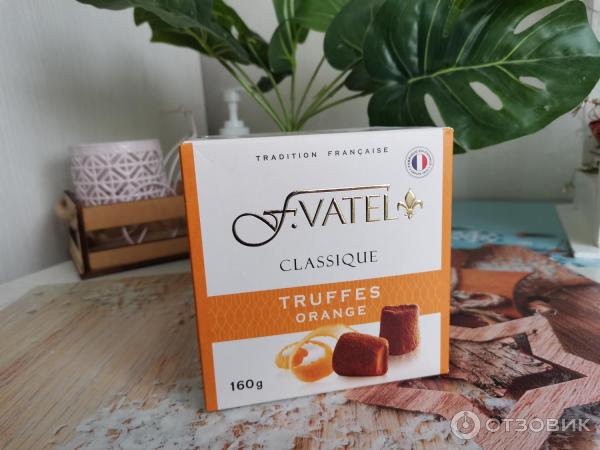 TRADITION FRANÇAISE
F. VATEL
CLASSIQUE
TRUFFES
ORANGE
160g
ОТЗОВИК